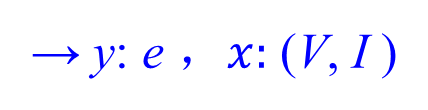 → y: e ， x: (V, I )